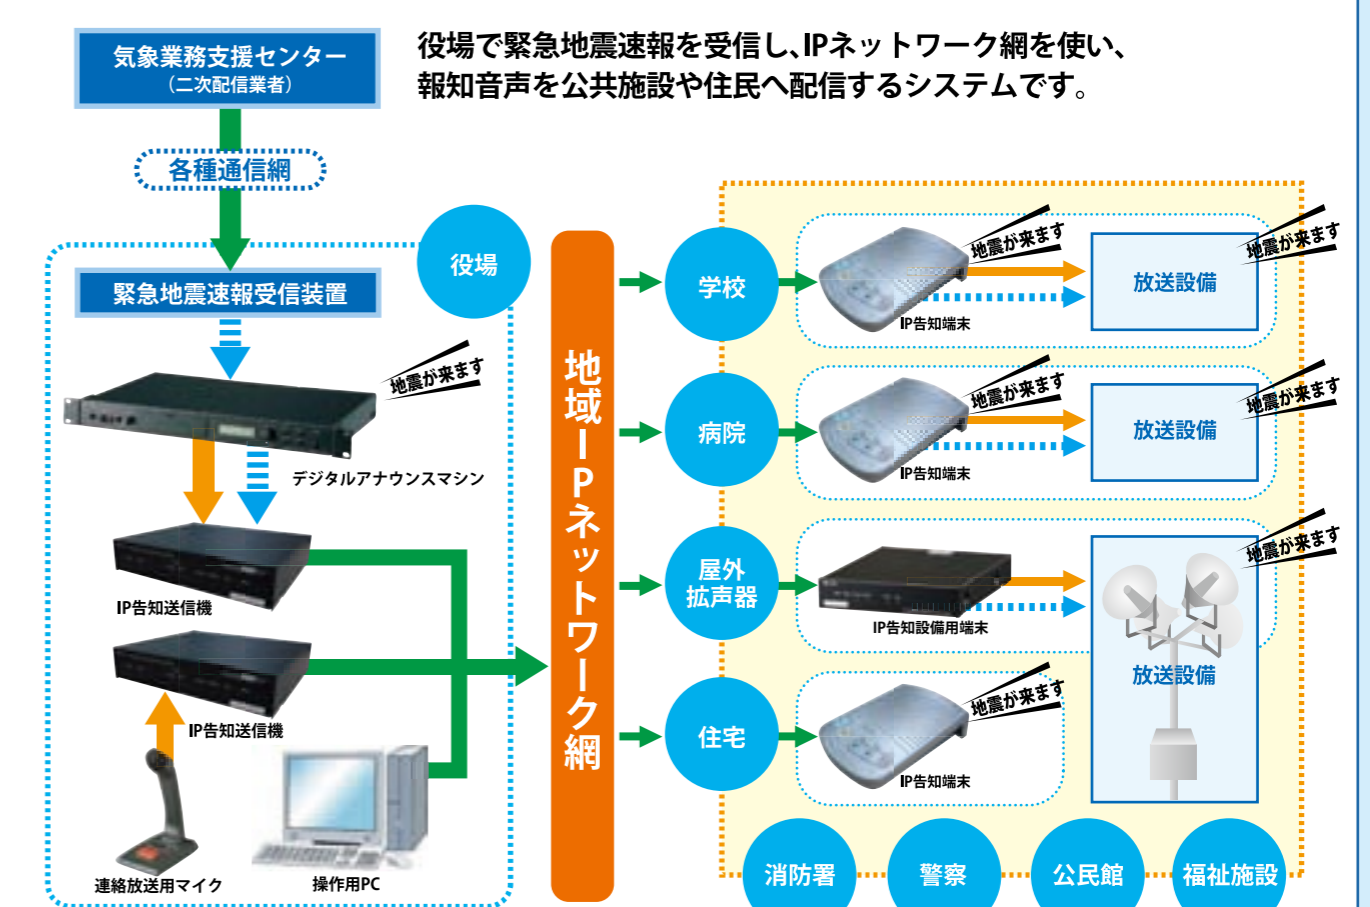 気象業務支援センター
（二次配信業者）
役場で緊急地震速報を受信し、IPネットワーク網を使い、
報知音声を公共施設や住民へ配信するシステムです。
各種通信網
役場
緊急地震速報受信装置
地震が来ます
デジタルアナウンスマシン
IP告知送信機
IP告知送信機
連絡放送用マイク
操作用PC
地域IPネットワーク網
学校
地震が来ます
IP告知端末
放送設備
地震が来ます
病院
地震が来ます
IP告知端末
放送設備
地震が来ます
屋外
拡声器
IP告知設備用端末
地震が来ます
放送設備
住宅
地震が来ます
IP告知端末
消防署
警察
公民館
福祉施設